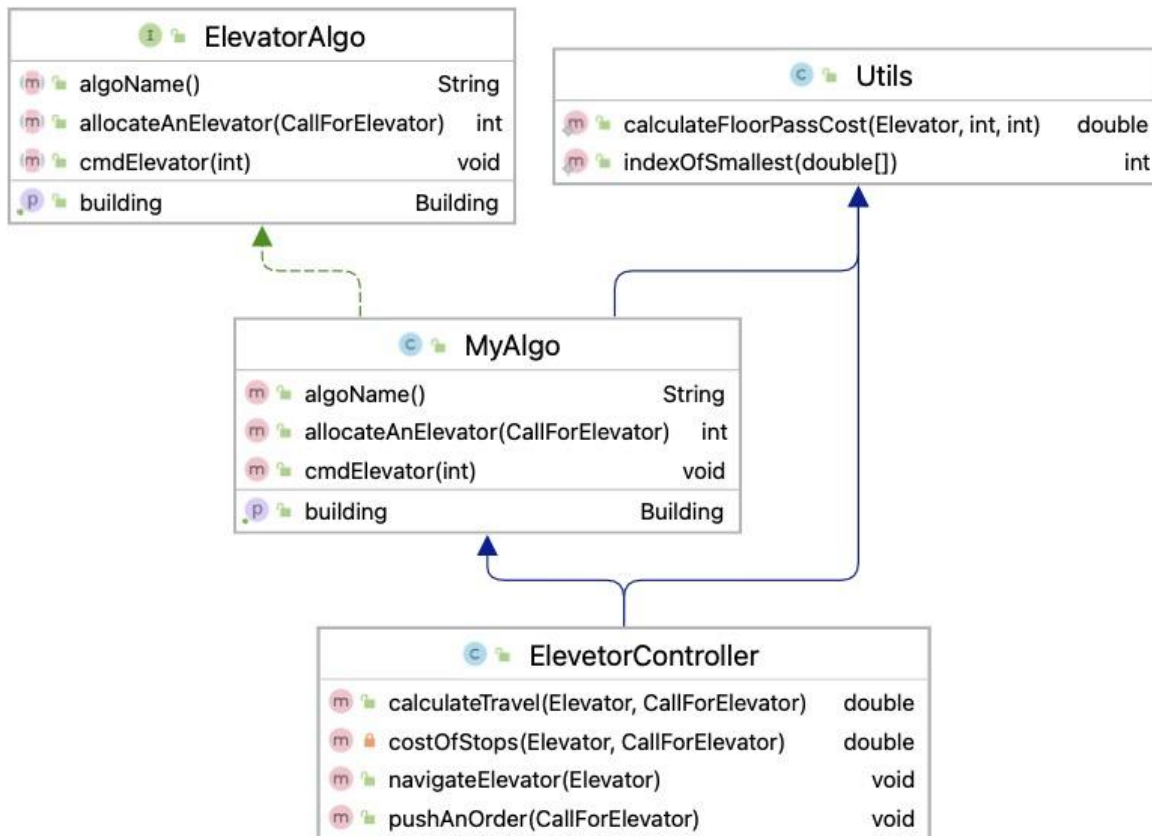 ElevatorAlgo
algoName() String
allocateAnElevator(CallForElevator) int
cmdElevator(int) void
building Building
Utils
calculateFloorPassCost(Elevator, int, int) double
indexOfSmallest(double[]) int
MyAlgo
algoName() String
allocateAnElevator(CallForElevator) int
cmdElevator(int) void
building Building
ElevetorController
calculateTravel(Elevator, CallForElevator) double
costOfStops(Elevator, CallForElevator) double
navigateElevator(Elevator) void
pushAnOrder(CallForElevator) void